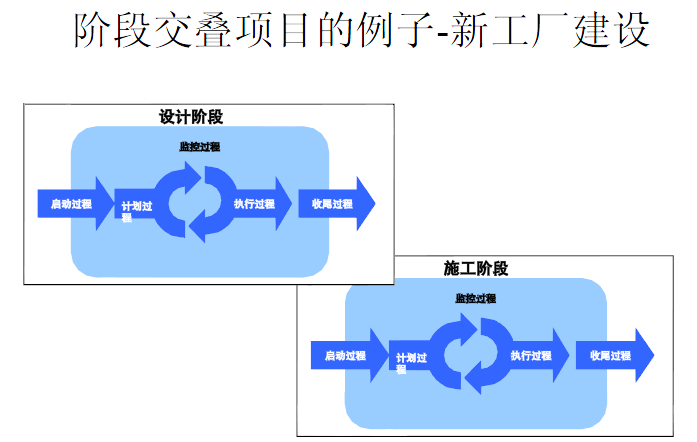 阶段交叠项目的例子-新工厂建设
设计阶段
监控过程
启动过程
计划过
程
执行过程
收尾过程
施工阶段
监控过程
启动过程
计划过
程
执行过程
收尾过程